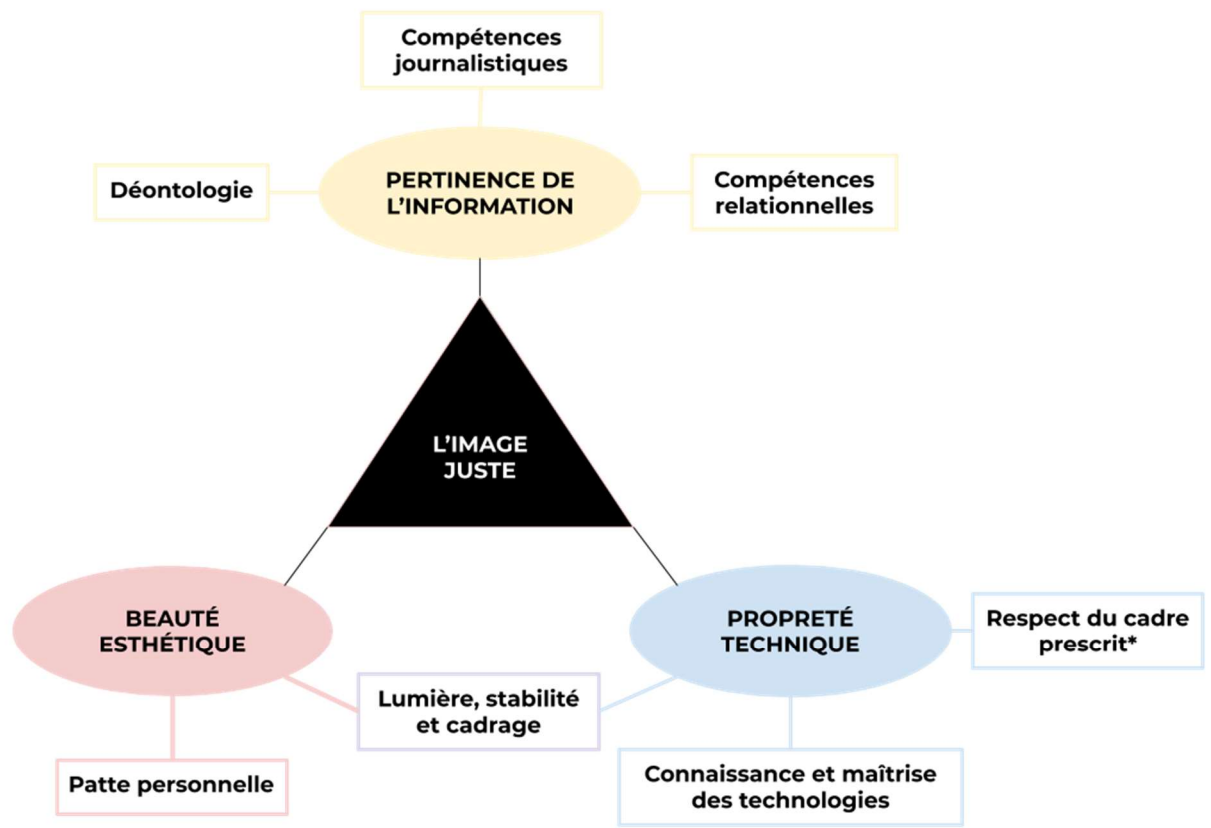 Compétences
journalistiques
Déontologie
PERTINENCE DE
L’INFORMATION
Compétences
relationnelles
L’IMAGE
JUSTE
BEAUTÉ
ESTHÉTIQUE
PROPRETÉ
TECHNIQUE
Respect du cadre
prescrit*
Lumière, stabilité
et cadrage
Patte personnelle
Connaissance et maîtrise
des technologies